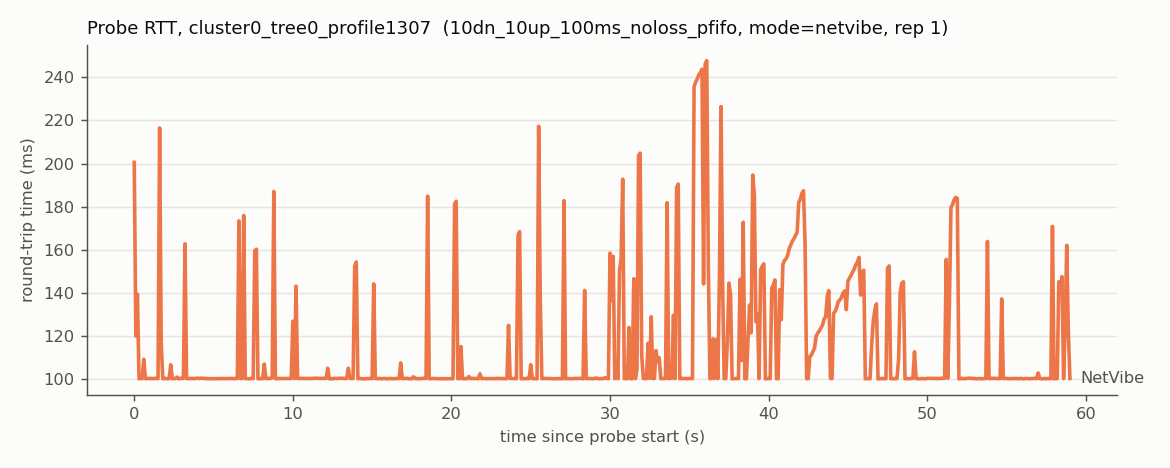 Probe RTT, cluster0_tree0_profile1307 (10dn_10up_100ms_noloss_pfifo, mode=netvibe, rep 1)
round-trip time (ms)
240
220
200
180
160
140
120
100
NetVibe
0 10 20 30 40 50 60
time since probe start (s)